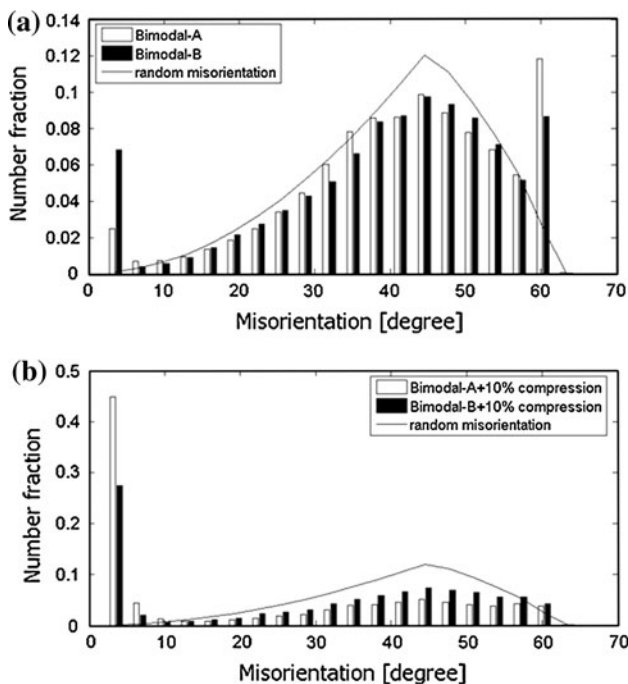 (a)
0.14
0.12
0.1
0.08
0.06
0.04
0.02
0
Number fraction
Bimodal-A
Bimodal-B
random misorientation
0 10 20 30 40 50 60 70
Misorientation [degree]
(b)
0.5
0.4
0.3
0.2
0.1
0
Number fraction
Bimodal-A+10% compression
Bimodal-B+10% compression
random misorientation
0 10 20 30 40 50 60 70
Misorientation [degree]